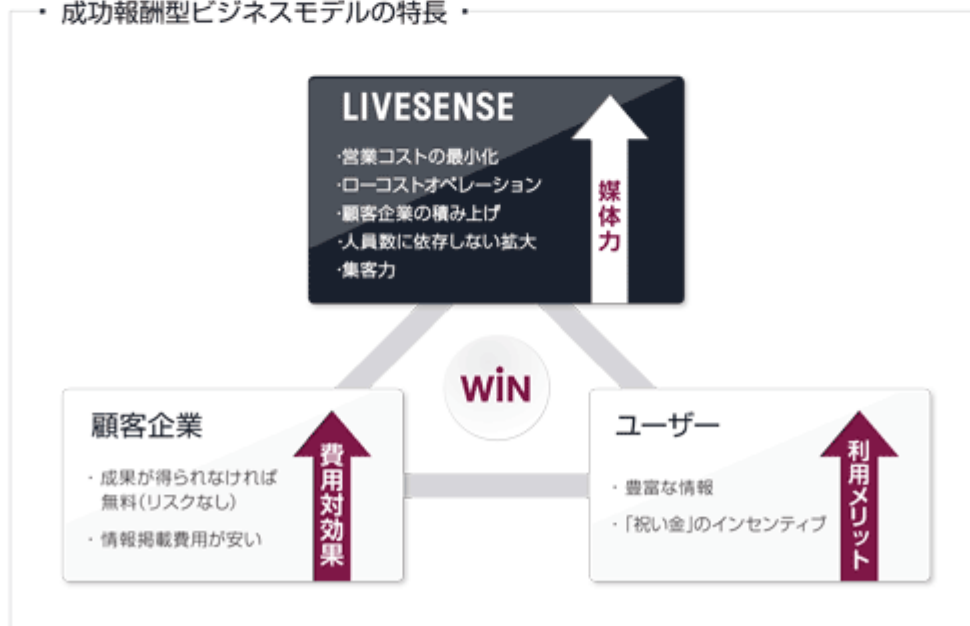 ・ 成功報酬型ビジネスモデルの特長 ・
LIVESENSE
・営業コストの最小化
・ローコストオペレーション
・顧客企業の積み上げ
・人員数に依存しない拡大
・集客力
媒体力
WIN
顧客企業
・ 成果が得られなければ
無料(リスクなし)
・ 情報掲載費用が安い
費用対効果
ユーザー
・ 豊富な情報
・ 「祝い金」のインセンティブ
利用メリット